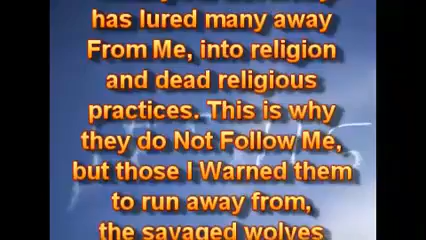 has lured many away
From Me, into religion
and dead religious
practices. This is why
they do Not Follow Me,
but those I Warned them
to run away from,
the savaged wolves